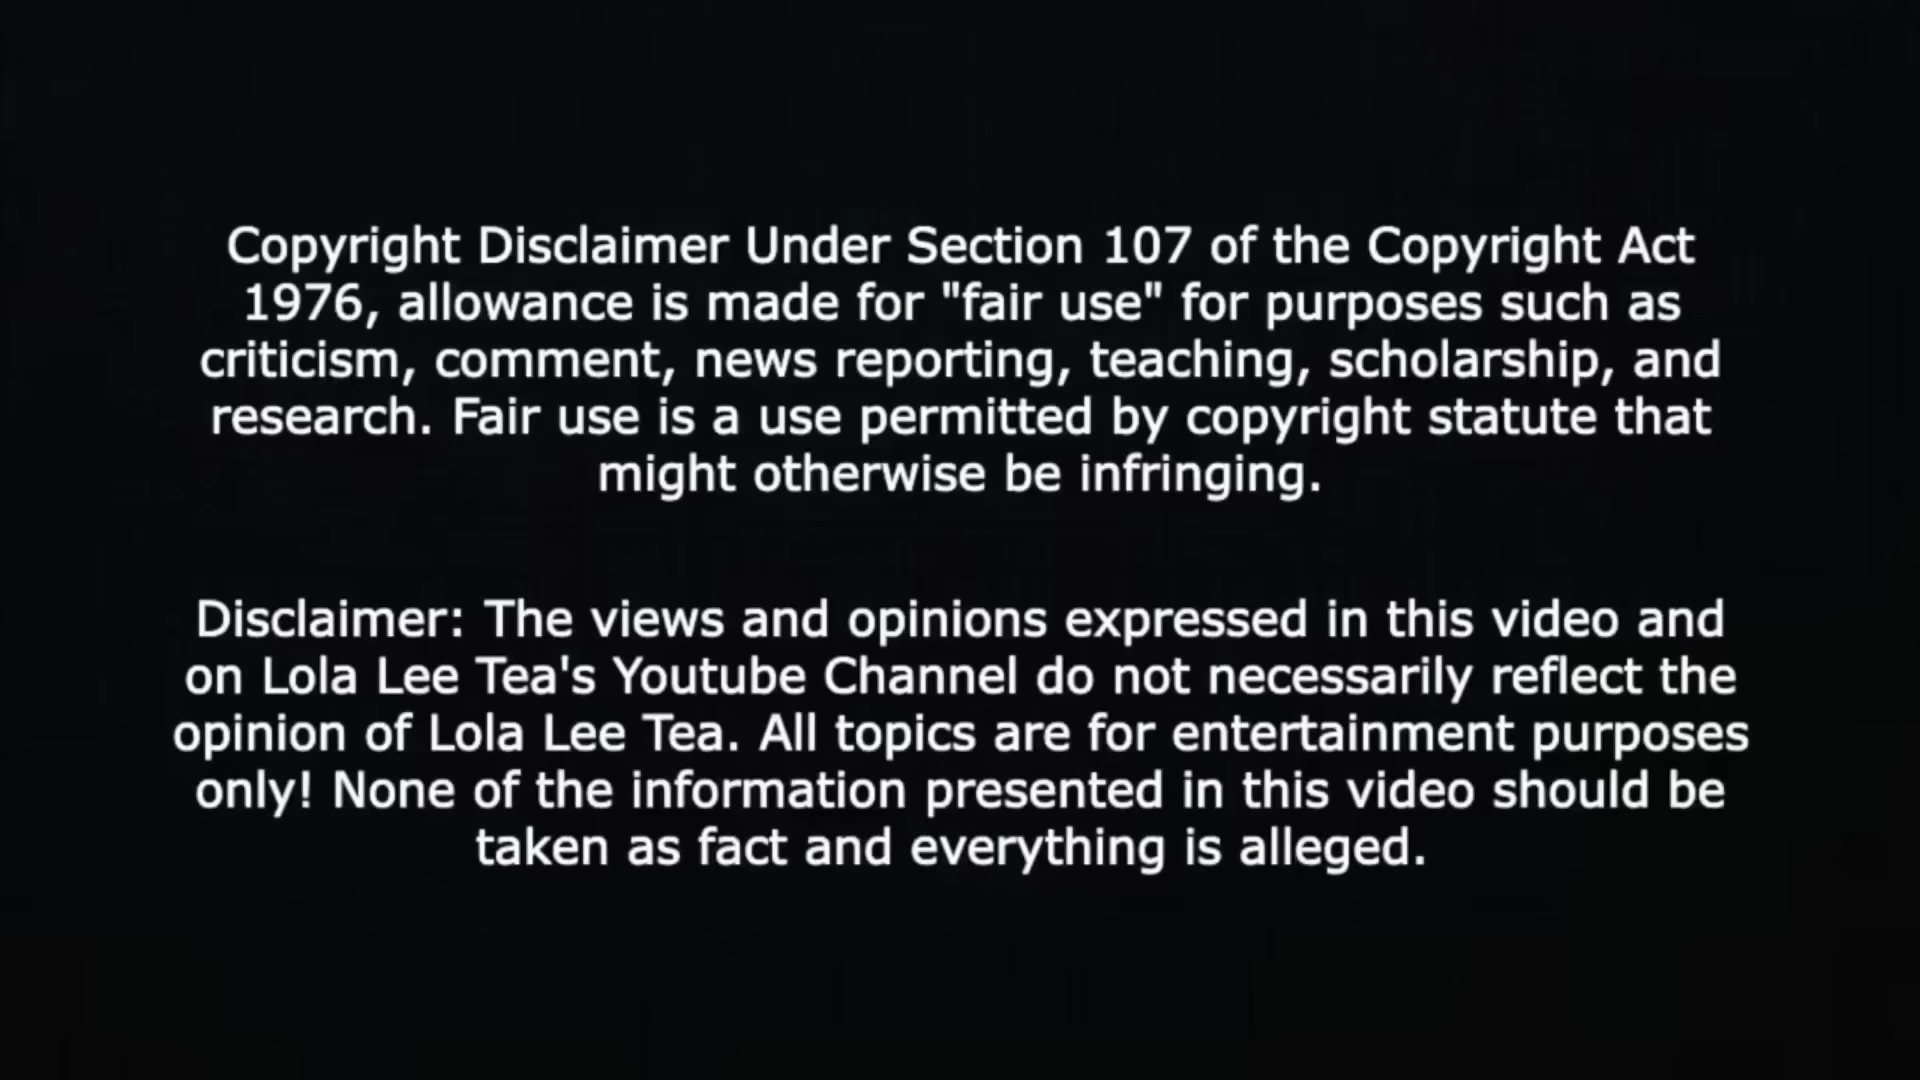 Copyright Disclaimer Under Section 107 of the Copyright Act
1976, allowance is made for "fair use" for purposes such as
criticism, comment, news reporting, teaching, scholarship, and
research. Fair use is a use permitted by copyright statute that
might otherwise be infringing.
Disclaimer: The views and opinions expressed in this video and
on Lola Lee Tea's Youtube Channel do not necessarily reflect the
opinion of Lola Lee Tea. All topics are for entertainment purposes
only! None of the information presented in this video should be
taken as fact and everything is alleged.